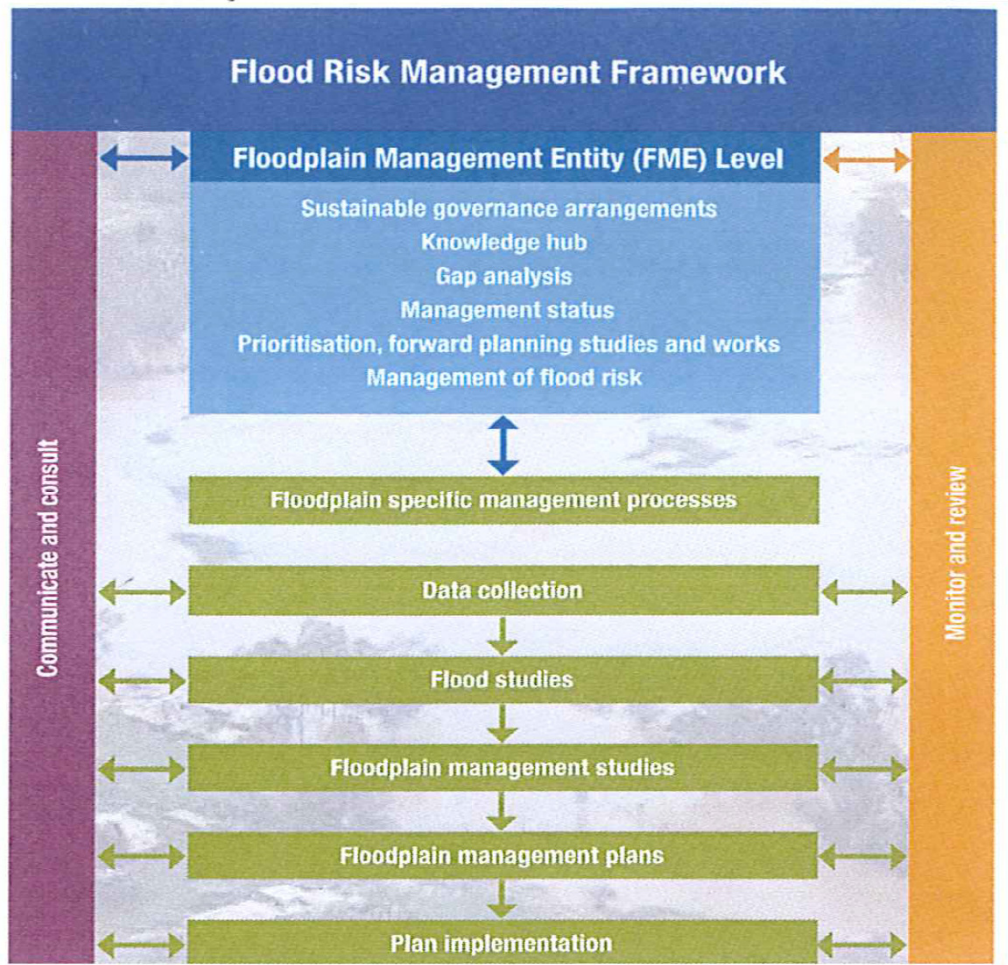 Flood Risk Management Framework
Floodplain Management Entity (FME) Level
Sustainable governance arrangements
Knowledge hub
Gap analysis
Management status
Prioritisation, forward planning studies and works
Management of flood risk
Communicate and consult
Monitor and review
Floodplain specific management processes
Data collection
Flood studies
Floodplain management studies
Floodplain management plans
Plan implementation